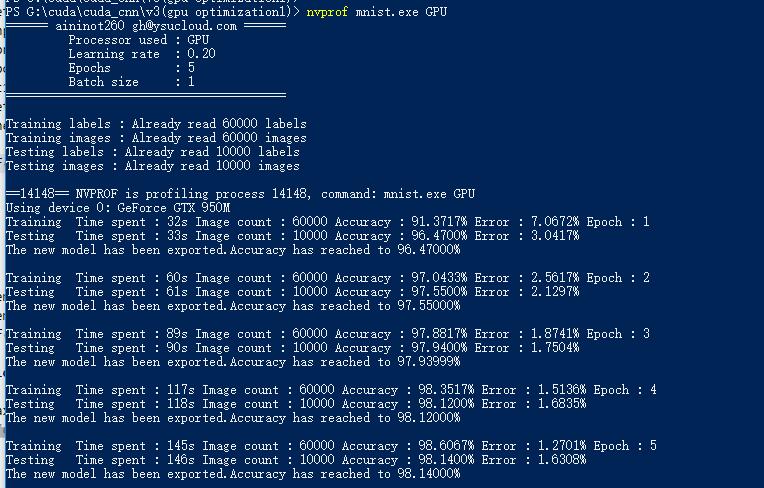 PS G:\cuda\cuda_cnn\v3(gpu optimization1)> nvprof mnist.exe GPU
====== aininot260 gh@ysucloud.com ======
Processor used : GPU
Learning rate : 0.20
Epochs : 5
Batch size : 1
========================================
Training labels : Already read 60000 labels
Training images : Already read 60000 images
Testing labels : Already read 10000 labels
Testing images : Already read 10000 images
==14148== NVPROF is profiling process 14148, command: mnist.exe GPU
Using device 0: GeForce GTX 950M
Training Time spent : 32s Image count : 60000 Accuracy : 91.3717% Error : 7.0672% Epoch : 1
Testing Time spent : 33s Image count : 10000 Accuracy : 96.4700% Error : 3.0417%
The new model has been exported.Accuracy has reached to 96.47000%
Training Time spent : 60s Image count : 60000 Accuracy : 97.0433% Error : 2.5617% Epoch : 2
Testing Time spent : 61s Image count : 10000 Accuracy : 97.5500% Error : 2.1297%
The new model has been exported.Accuracy has reached to 97.55000%
Training Time spent : 89s Image count : 60000 Accuracy : 97.8817% Error : 1.8741% Epoch : 3
Testing Time spent : 90s Image count : 10000 Accuracy : 97.9400% Error : 1.7504%
The new model has been exported.Accuracy has reached to 97.93999%
Training Time spent : 117s Image count : 60000 Accuracy : 98.3517% Error : 1.5136% Epoch : 4
Testing Time spent : 118s Image count : 10000 Accuracy : 98.1200% Error : 1.6835%
The new model has been exported.Accuracy has reached to 98.12000%
Training Time spent : 145s Image count : 60000 Accuracy : 98.6067% Error : 1.2701% Epoch : 5
Testing Time spent : 146s Image count : 10000 Accuracy : 98.1400% Error : 1.6308%
The new model has been exported.Accuracy has reached to 98.14000%